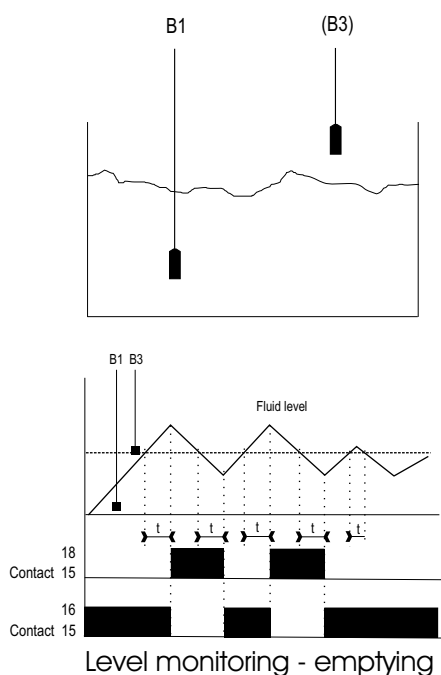 B1 (B3)
B1 B3
Fluid level
t t t t t
18
Contact 15
16
Contact 15
Level monitoring - emptying